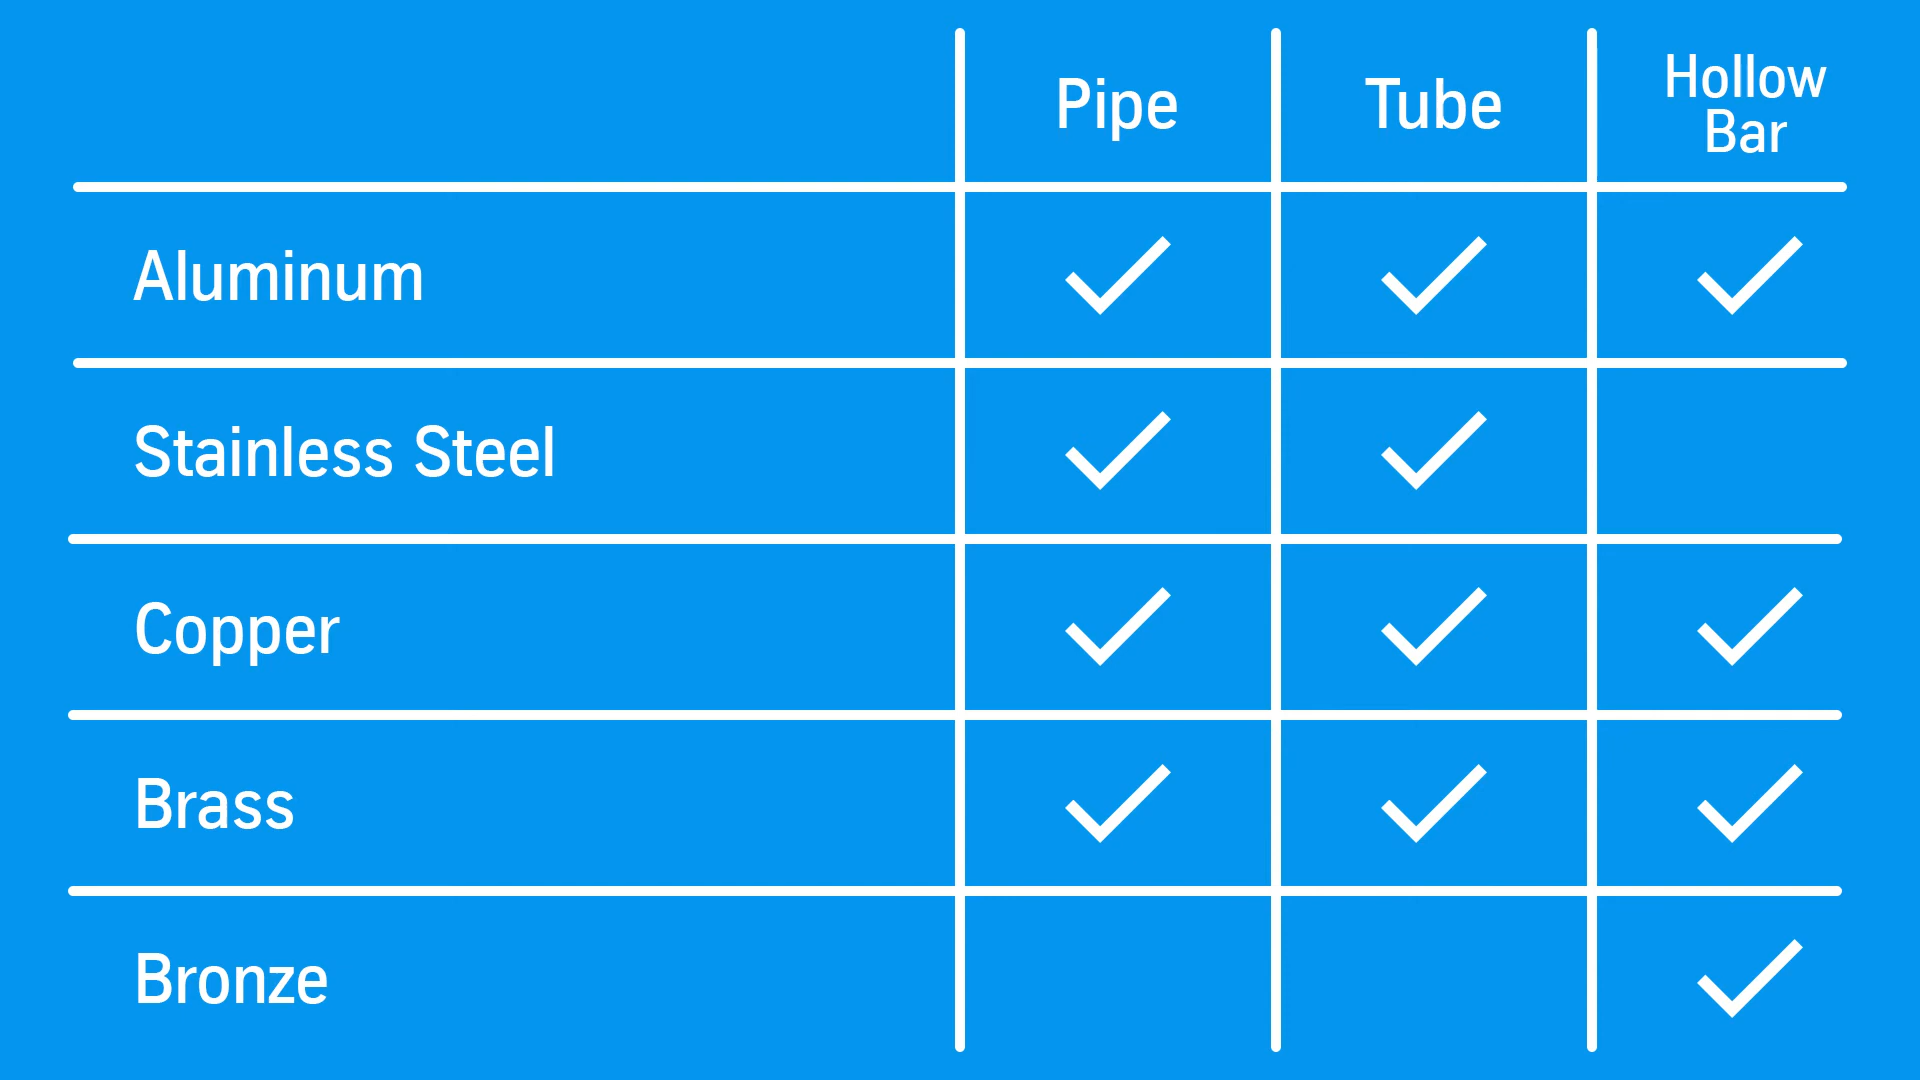 Pipe
Tube
Hollow
Bar
Aluminum
Stainless Steel
Copper
Brass
Bronze